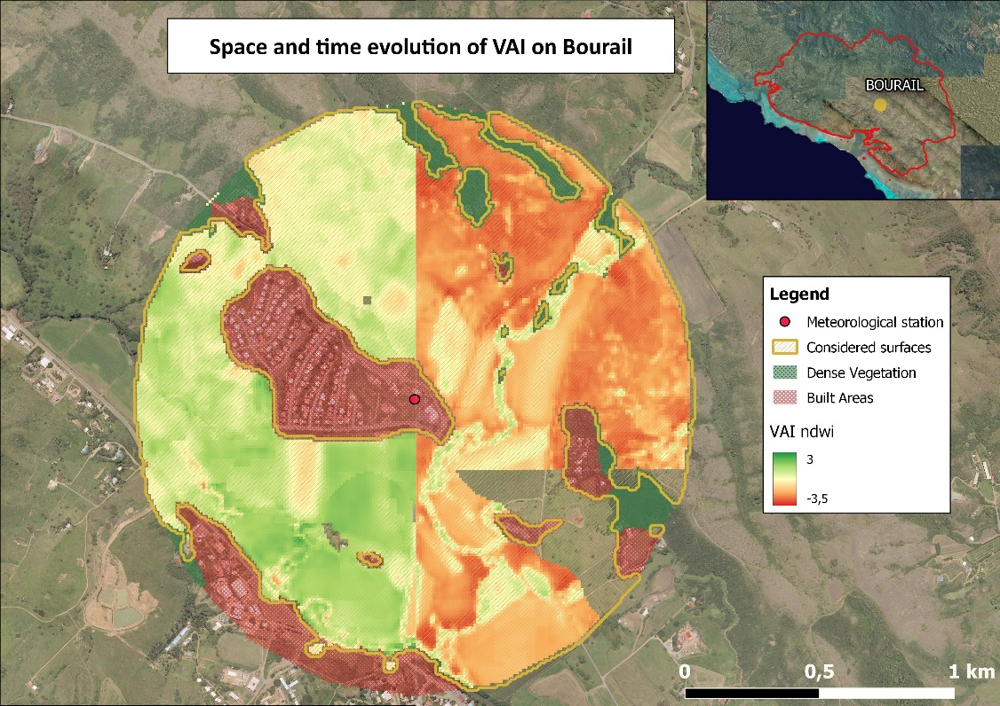 Space and time evolution of VAI on Bourail
BOURAIL
Legend
Meteorological station
Considered surfaces
Dense Vegetation
Built Areas
VAI ndwi
3
-3,5
0 0,5 1 km